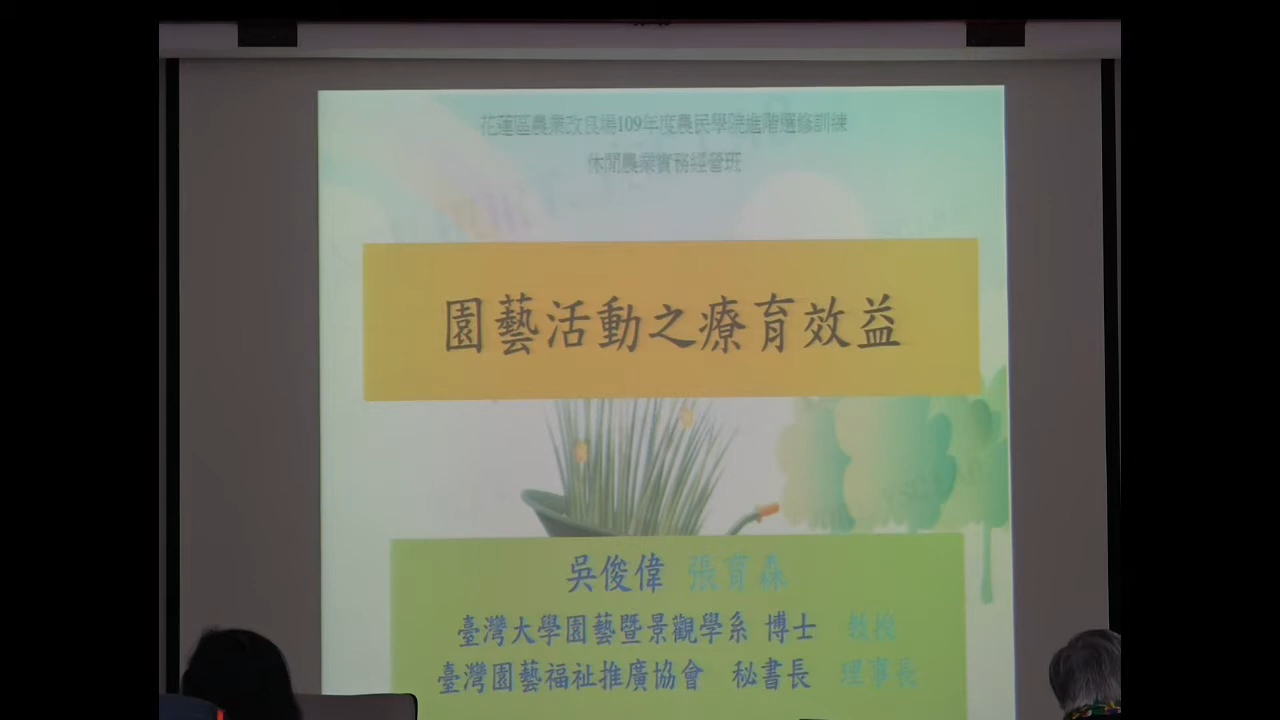 花蓮區農業改良場109年度農民學院進階選修訓練
休閒農業實務經營班
園藝活動之療育效益
吳俊偉 張育森
臺灣大學園藝暨景觀學系 博士 教授
臺灣園藝福祉推廣協會 秘書長 理事長